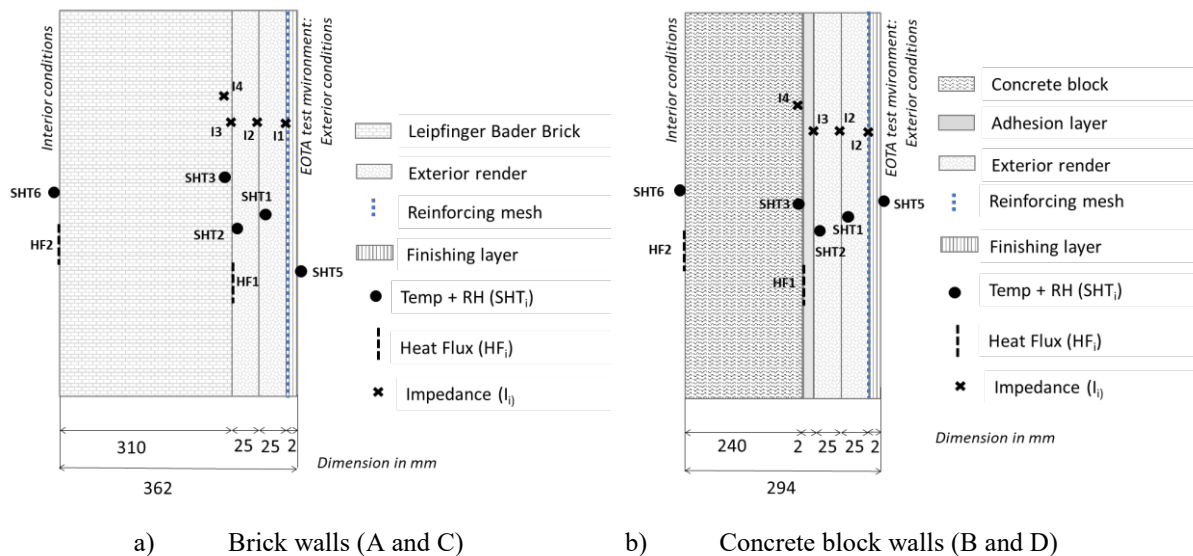 Interior conditions
EOTA test mvironment:
Exterior conditions
I4
I3
I2
I1
SHT3
SHT1
SHT6
SHT2
HF2
HF1
SHT5
Leipfinger Bader Brick
Exterior render
Reinforcing mesh
Finishing layer
Temp + RH (SHTi)
Heat Flux (HFi)
Impedance (Ii)
310
25
25
2
Dimension in mm
362
a) Brick walls (A and C)
Interior conditions
EOTA test mvironment:
Exterior conditions
I4
I3
I2
I2
SHT6
SHT3
SHT1
SHT5
SHT2
HF2
HF1
Concrete block
Adhesion layer
Exterior render
Reinforcing mesh
Finishing layer
Temp + RH (SHTi)
Heat Flux (HFi)
Impedance (Ii)
240
2
25
25
2
Dimension in mm
294
b) Concrete block walls (B and D)